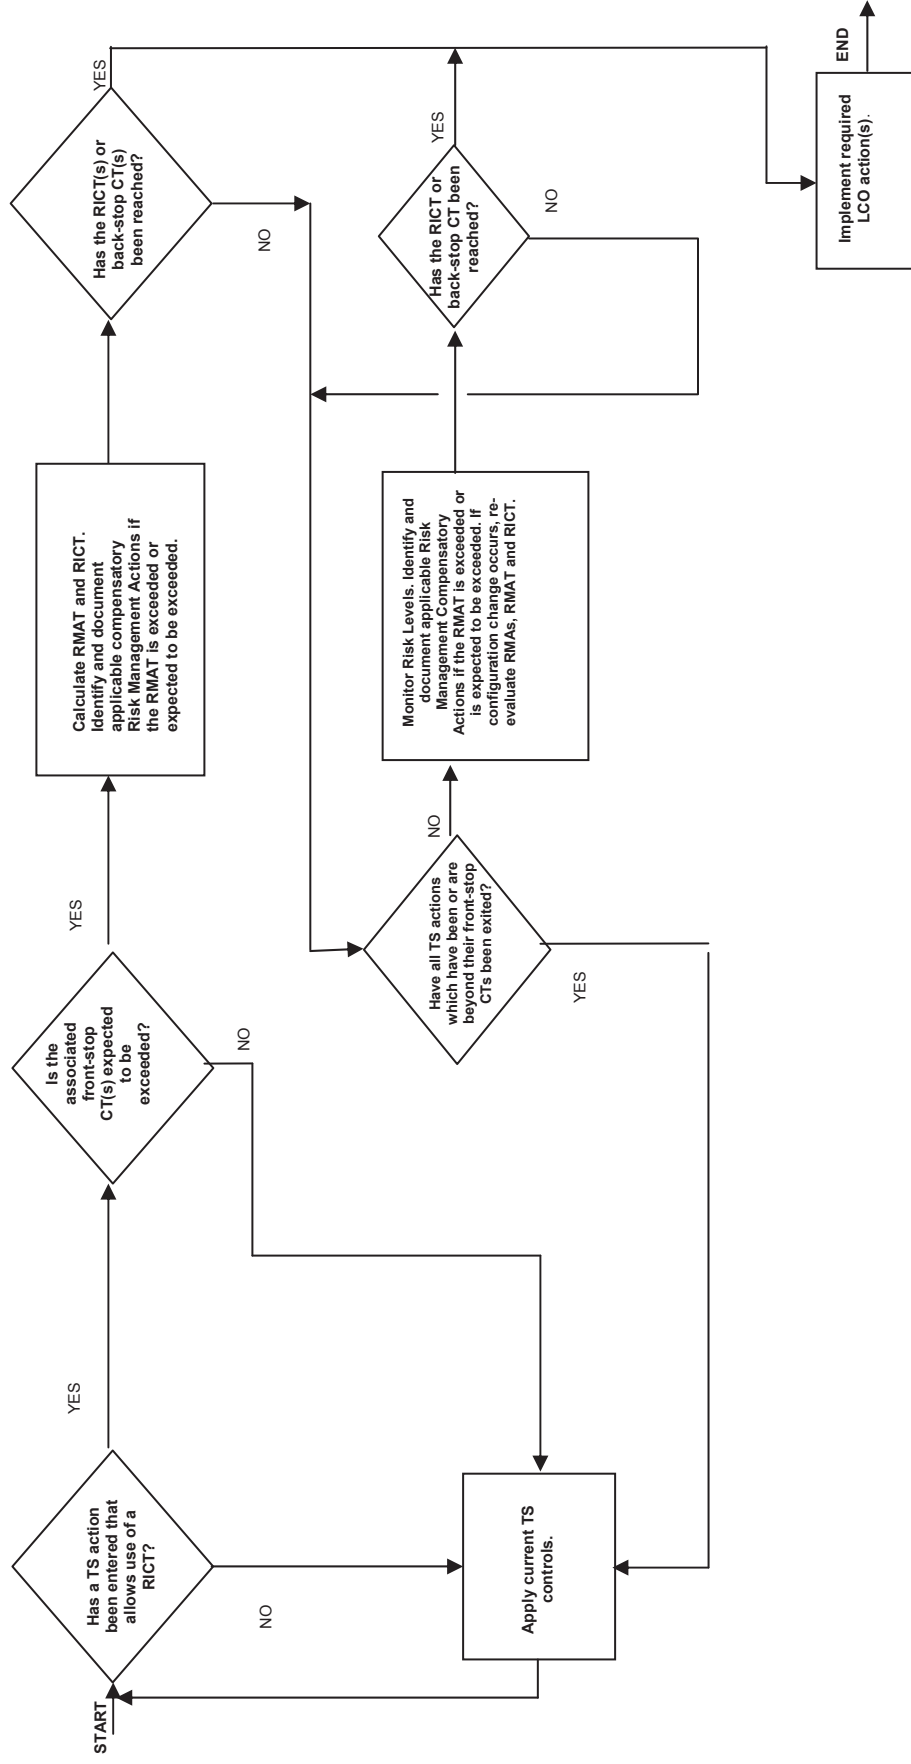 START
Has a TS action
been entered that
allows use of a
RICT?
YES
NO
Is the
associated
front-stop
CT(s) expected
to be
exceeded?
YES
NO
Calculate RMAT and RICT.
Identify and document
applicable compensatory
Risk Management Actions if
the RMAT is exceeded or
expected to be exceeded.
Has the RICT(s) or
back-stop CT(s)
been reached?
YES
NO
Have all TS actions
which have been or are
beyond their front-stop
CTs been exited?
NO
YES
Monitor Risk Levels. Identify and
document applicable Risk
Management Compensatory
Actions if the RMAT is exceeded or
is expected to be exceeded. If
configuration change occurs, re-
evaluate RMAs, RMAT and RICT.
Has the RICT or
back-stop CT been
reached?
YES
NO
Apply current TS
controls.
Implement required
LCO action(s).
END